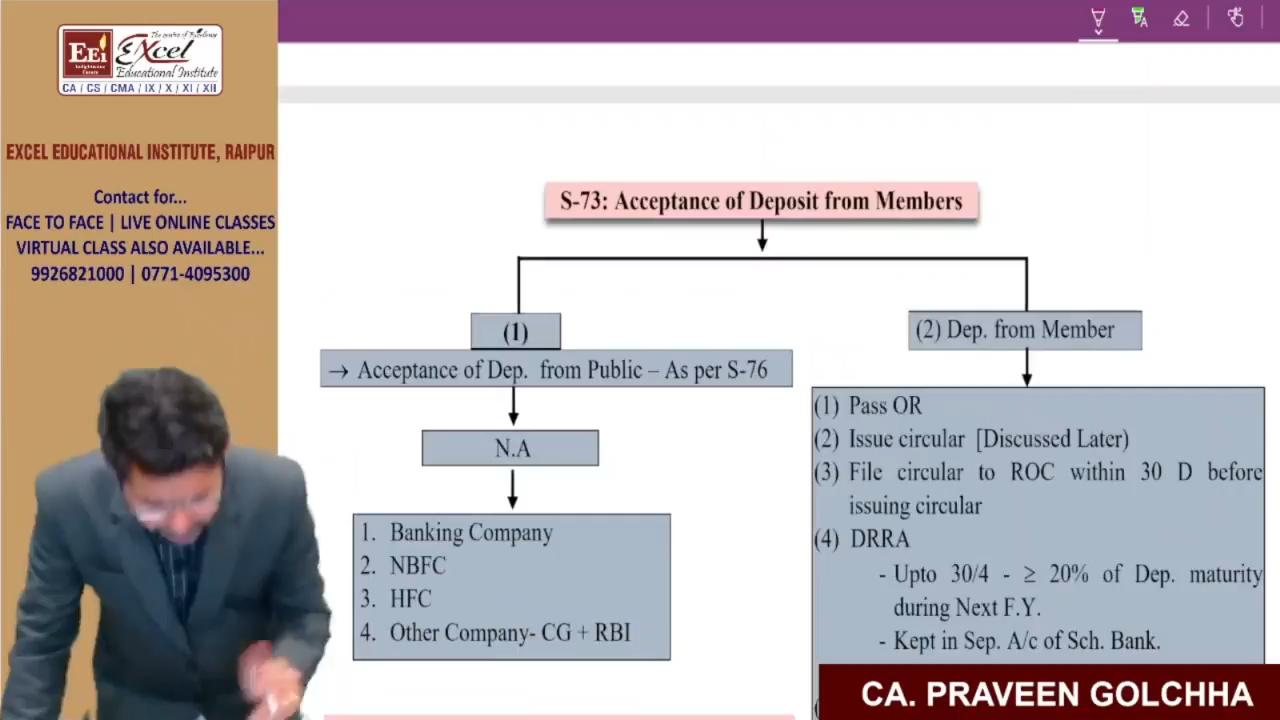 The centre of Excellence
EEi
EXcel
Educational Institute
CA / CS / CMA / IX / X / XI / XII
EXCEL EDUCATIONAL INSTITUTE, RAIPUR
Contact for...
FACE TO FACE | LIVE ONLINE CLASSES
VIRTUAL CLASS ALSO AVAILABLE...
9926821000 | 0771-4095300
S-73: Acceptance of Deposit from Members
(1)
→ Acceptance of Dep. from Public – As per S-76
N.A
1. Banking Company
2. NBFC
3. HFC
4. Other Company- CG + RBI
(2) Dep. from Member
(1) Pass OR
(2) Issue circular [Discussed Later)
(3) File circular to ROC within 30 D before
issuing circular
(4) DRRA
- Upto 30/4 - ≥ 20% of Dep. maturity
during Next F.Y.
- Kept in Sep. A/c of Sch. Bank.
CA. PRAVEEN GOLCHHA